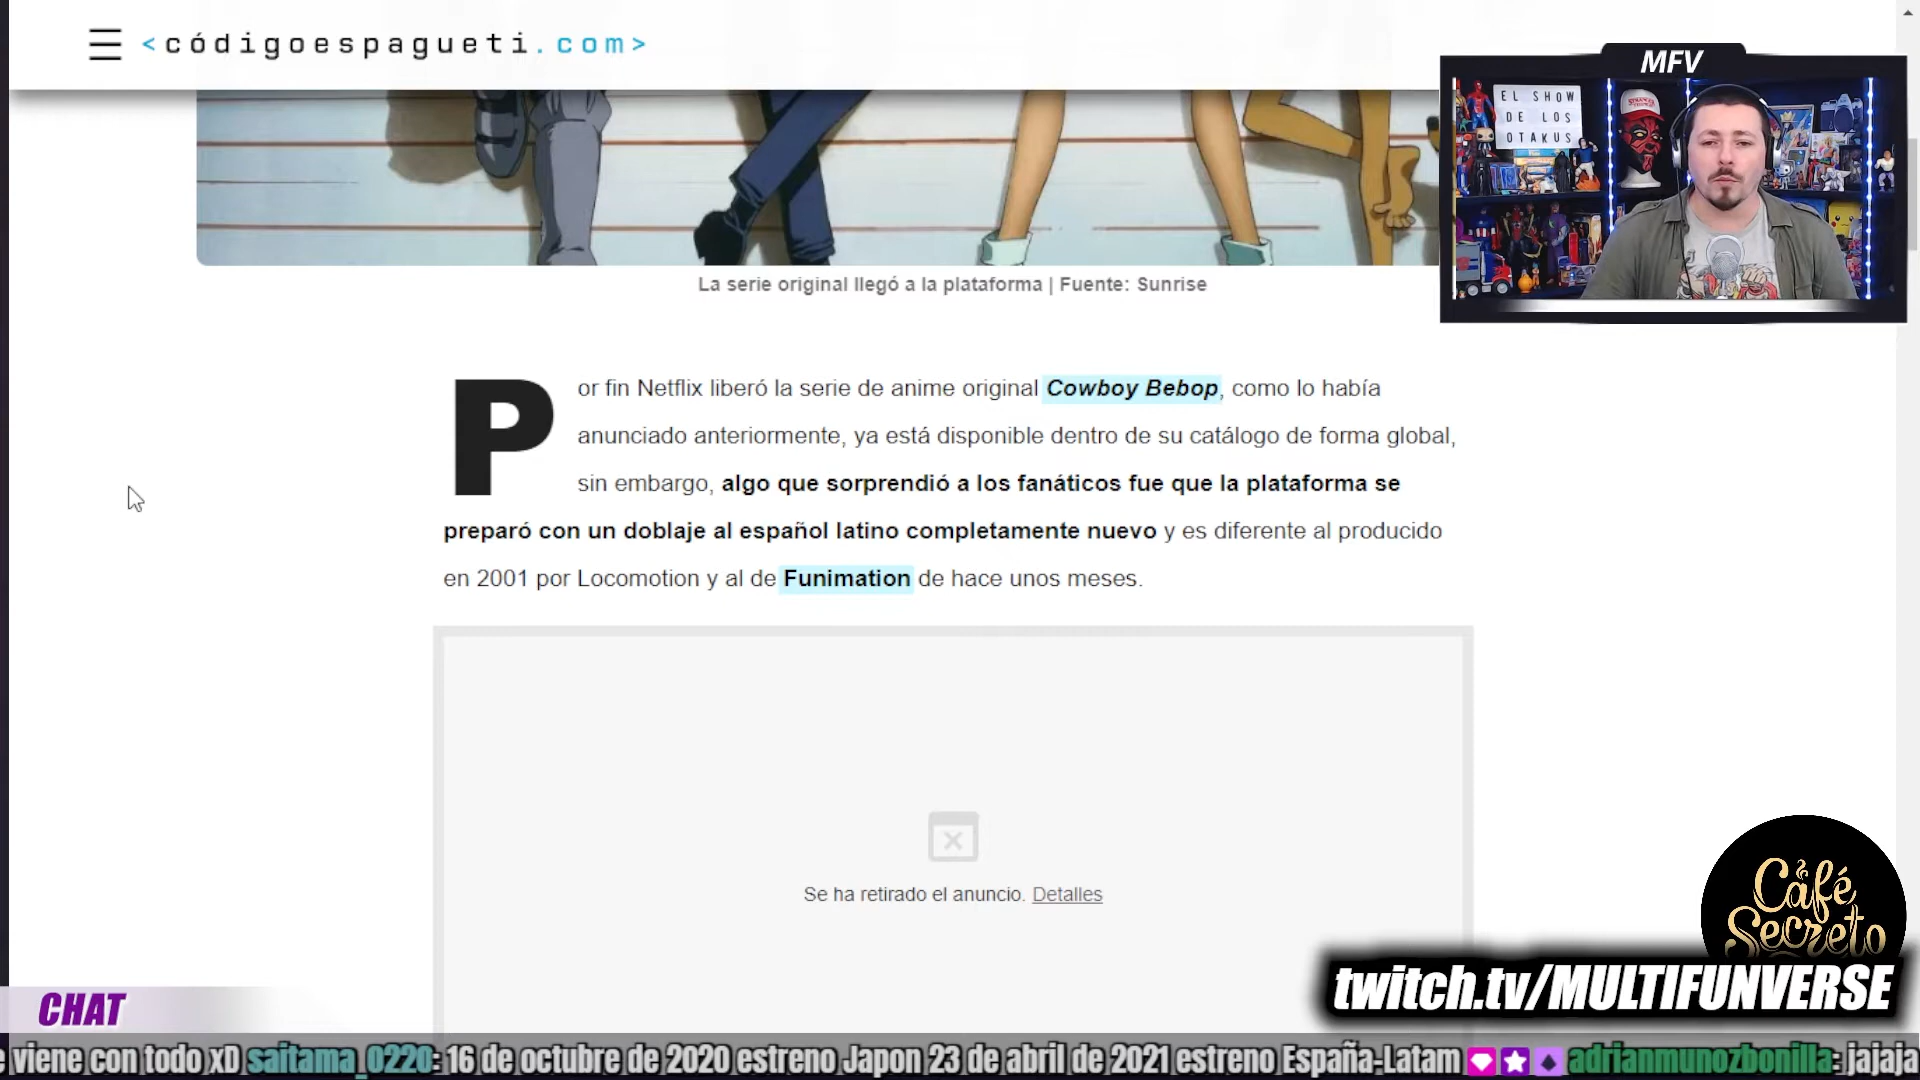 <códigoespagueti.com>
MFV
EL SHOW
DE LOS
OTAKUS
La serie original llegó a la plataforma | Fuente: Sunrise
Por fin Netflix liberó la serie de anime original Cowboy Bebop, como lo había
anunciado anteriormente, ya está disponible dentro de su catálogo de forma global,
sin embargo, algo que sorprendió a los fanáticos fue que la plataforma se
preparó con un doblaje al español latino completamente nuevo y es diferente al producido
en 2001 por Locomotion y al de Funimation de hace unos meses.
Se ha retirado el anuncio. Detalles
Café
Secreto
twitch.tv/MULTIFUNVERSE
CHAT
e viene con todo xD saitama_0220: 16 de octubre de 2020 estreno Japon 23 de abril de 2021 estreno España-Latam adrianmunozbonilla: jajaja